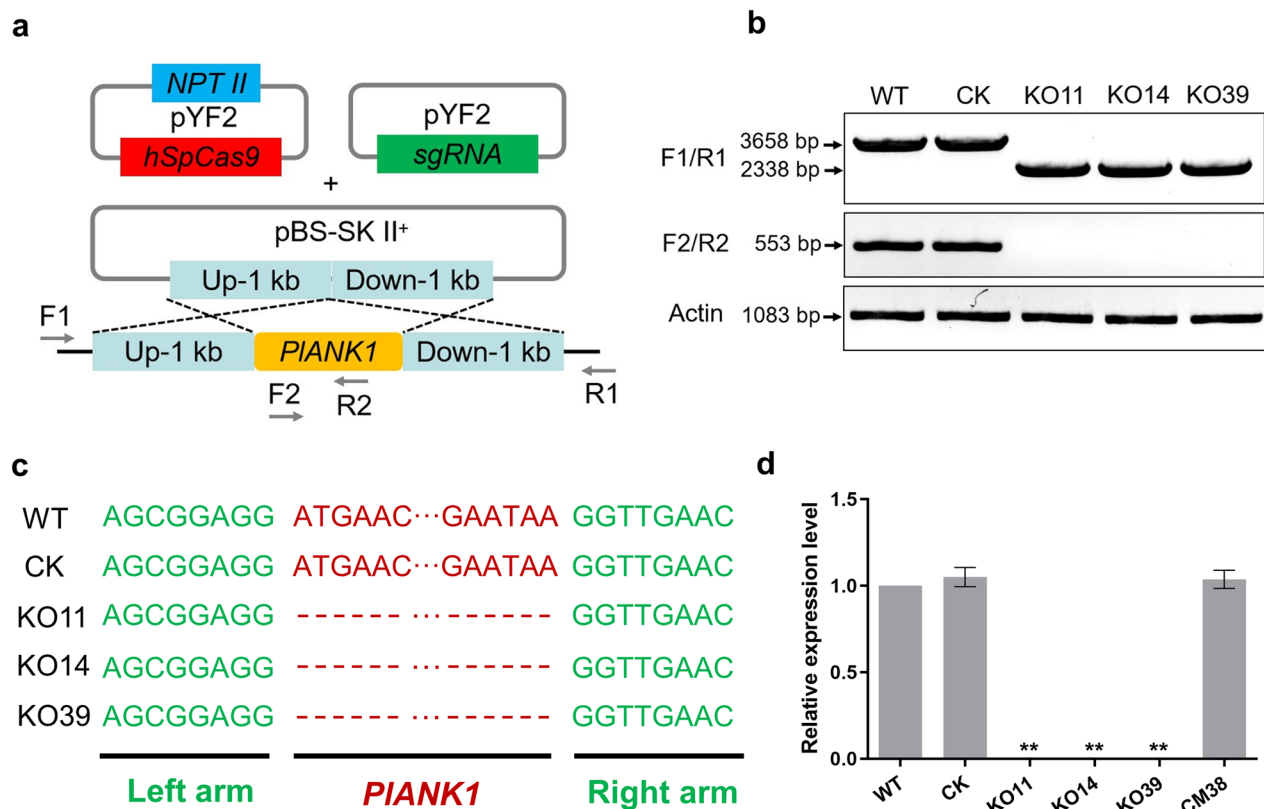 a
NPT II
pYF2
hSpCas9
pYF2
sgRNA
+
pBS-SK II⁺
Up-1 kb Down-1 kb
F1
Up-1 kb PlANK1 Down-1 kb
F2 R2 R1
b
WT CK KO11 KO14 KO39
F1/R1 3658 bp
2338 bp
F2/R2 553 bp
Actin 1083 bp
c
WT AGCGGAGG ATGAAC···GAATAA GGTTGAAC
CK AGCGGAGG ATGAAC···GAATAA GGTTGAAC
KO11 AGCGGAGG ------ ··· ------ GGTTGAAC
KO14 AGCGGAGG ------ ··· ------ GGTTGAAC
KO39 AGCGGAGG ------ ··· ------ GGTTGAAC
Left arm PlANK1 Right arm
d
Relative expression level
1.5
1.0
0.5
0.0
** ** **
WT CK KO11 KO14 KO39 CM38